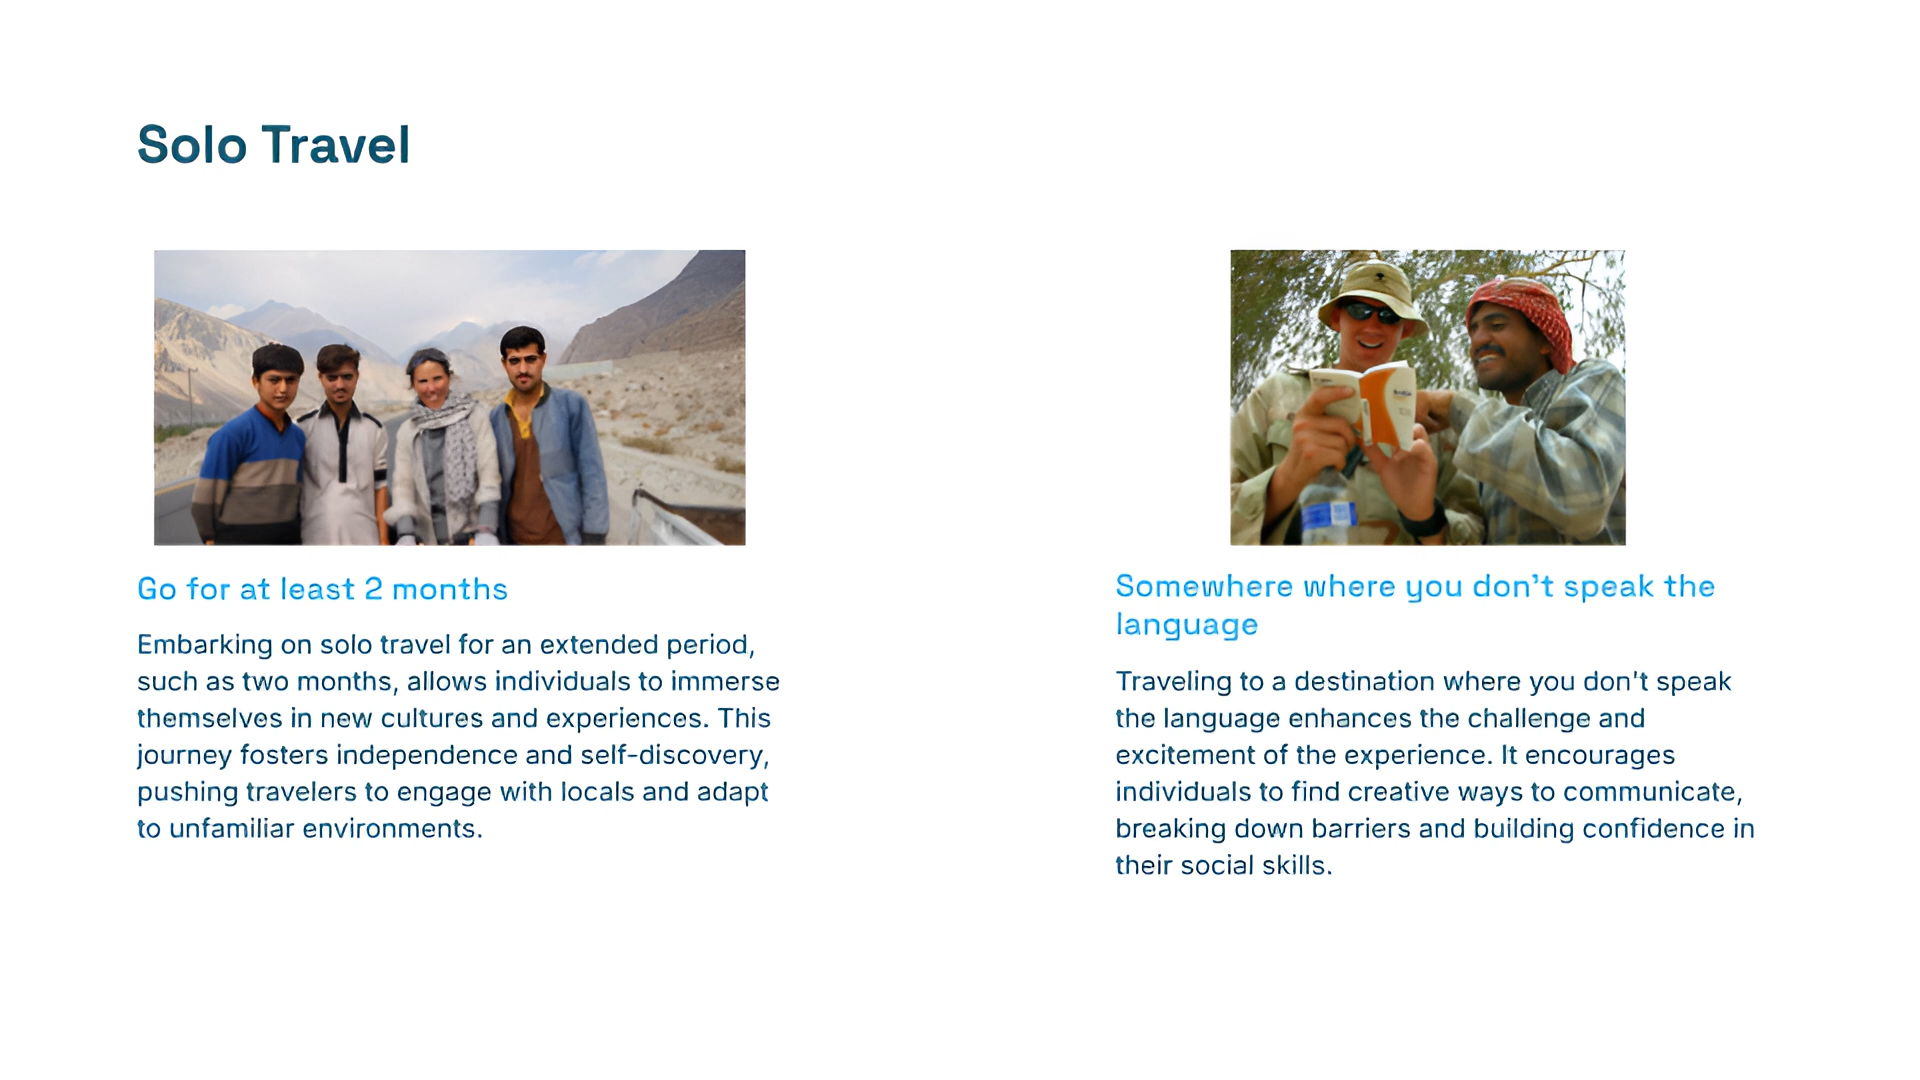 Solo Travel
Go for at least 2 months
Embarking on solo travel for an extended period,
such as two months, allows individuals to immerse
themselves in new cultures and experiences. This
journey fosters independence and self-discovery,
pushing travelers to engage with locals and adapt
to unfamiliar environments.
Somewhere where you don't speak the
language
Traveling to a destination where you don't speak
the language enhances the challenge and
excitement of the experience. It encourages
individuals to find creative ways to communicate,
breaking down barriers and building confidence in
their social skills.